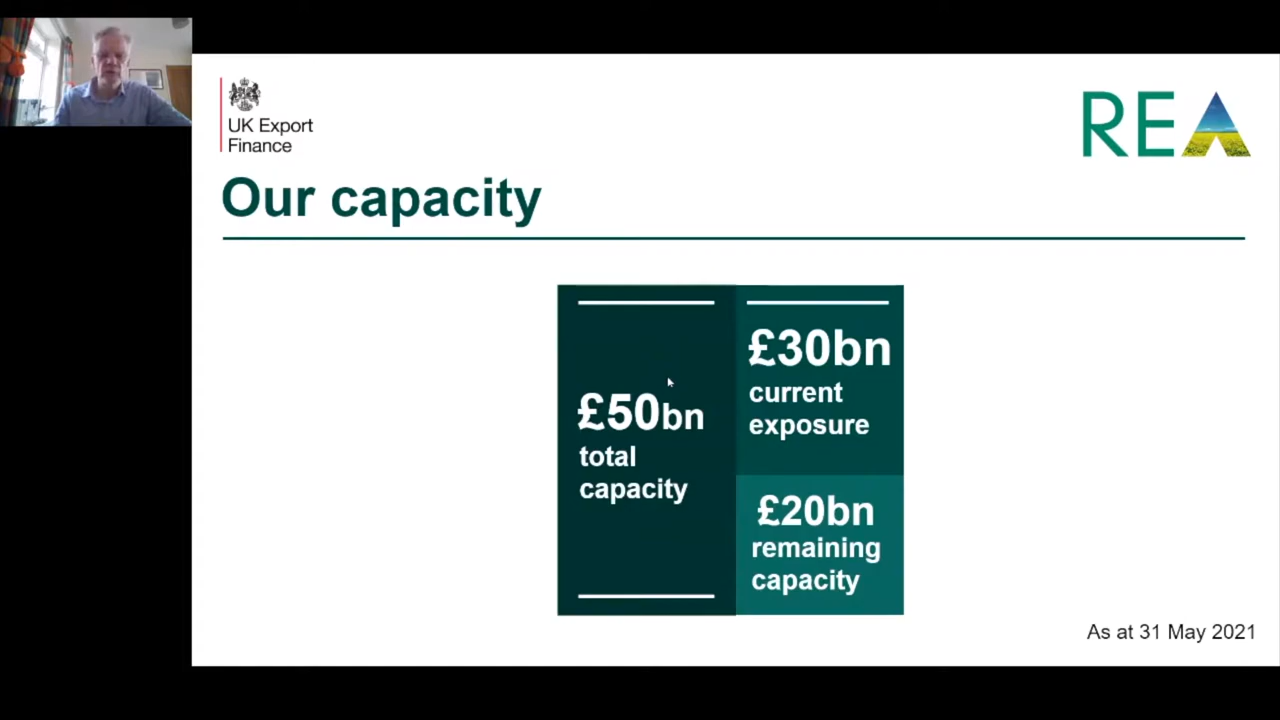 UK Export
Finance
REA
Our capacity
£50bn
total
capacity
£30bn
current
exposure
£20bn
remaining
capacity
As at 31 May 2021